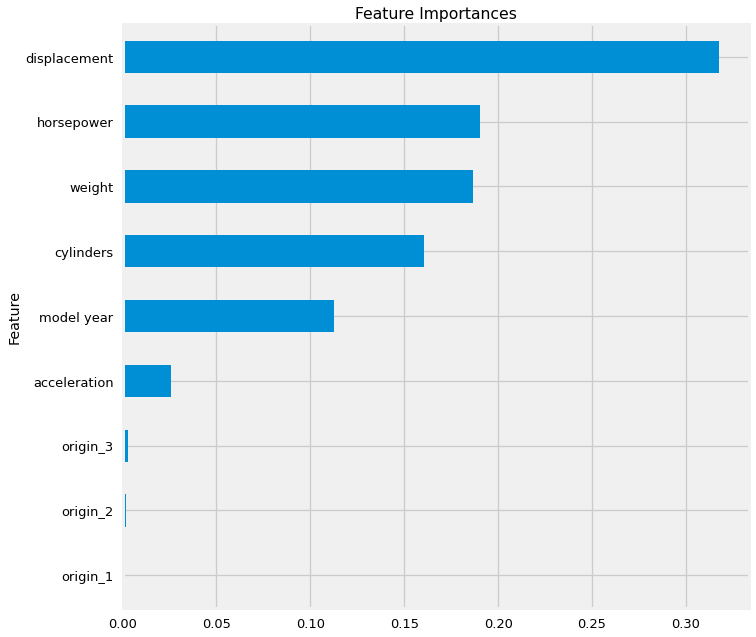 Feature Importances
displacement
horsepower
weight
cylinders
model year
acceleration
origin_3
origin_2
origin_1
Feature
0.00 0.05 0.10 0.15 0.20 0.25 0.30